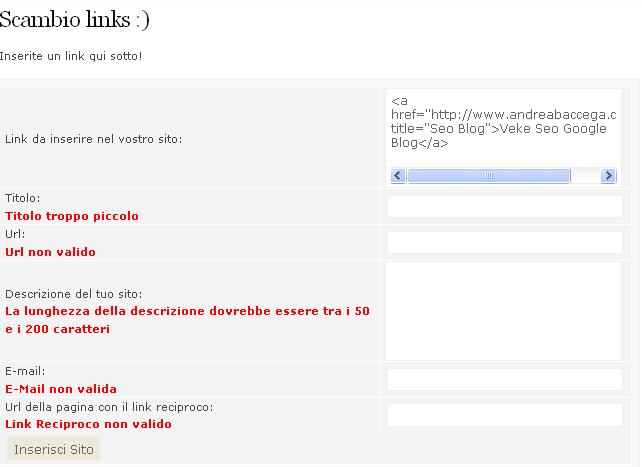 Scambio links :)
Inserite un link qui sotto!
Link da inserire nel vostro sito:
<a
href="http://www.andreabaccega.c
title="Seo Blog">Veke Seo Google
Blog</a>
Titolo:
Titolo troppo piccolo
Url:
Url non valido
Descrizione del tuo sito:
La lunghezza della descrizione dovrebbe essere tra i 50
e i 200 caratteri
E-mail:
E-Mail non valida
Url della pagina con il link reciproco:
Link Reciproco non valido
Inserisci Sito